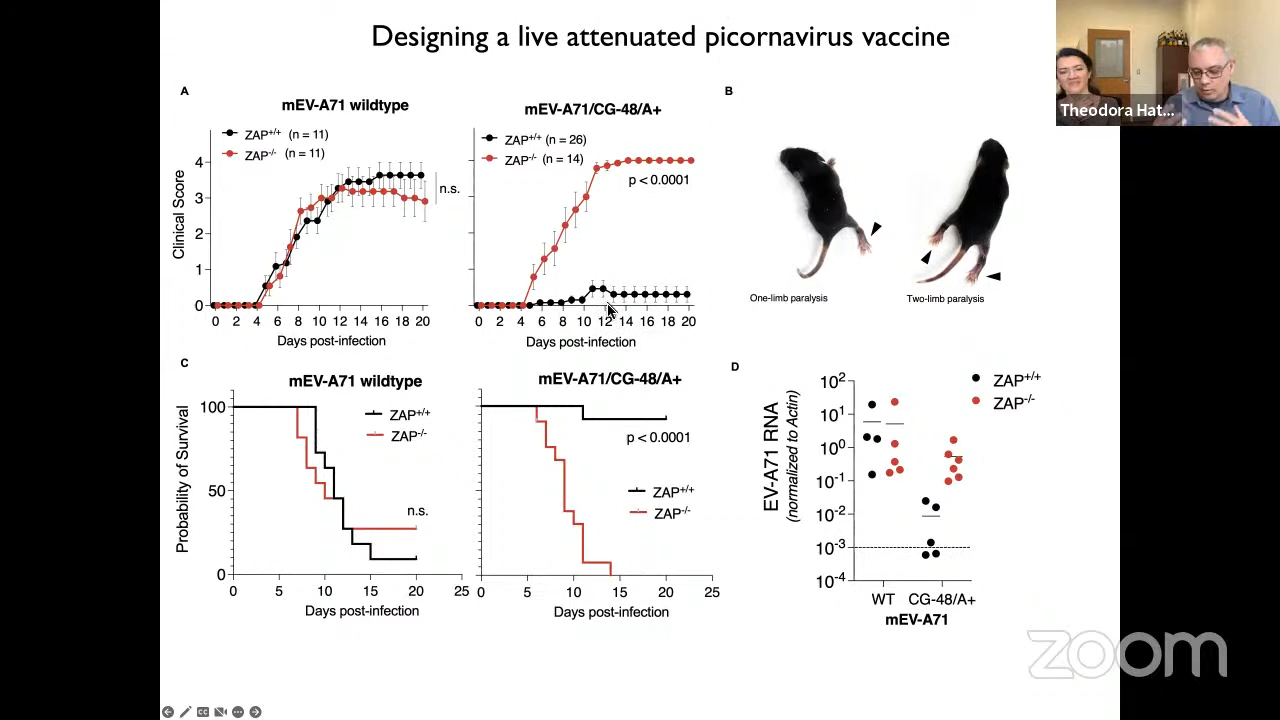 Designing a live attenuated picornavirus vaccine
Theodora Hat...
A
mEV-A71 wildtype
ZAP+/+ (n = 11)
ZAP-/- (n = 11)
Clinical Score
4
3
2
1
0
n.s.
0 2 4 6 8 10 12 14 16 18 20
Days post-infection
mEV-A71/CG-48/A+
ZAP+/+ (n = 26)
ZAP-/- (n = 14)
p < 0.0001
0 2 4 6 8 10 12 14 16 18 20
Days post-infection
B
One-limb paralysis
Two-limb paralysis
C
mEV-A71 wildtype
ZAP+/+
ZAP-/-
Probability of Survival
100
50
0
n.s.
0 5 10 15 20 25
Days post-infection
mEV-A71/CG-48/A+
p < 0.0001
ZAP+/+
ZAP-/-
0 5 10 15 20 25
Days post-infection
D
ZAP+/+
ZAP-/-
EV-A71 RNA
(normalized to Actin)
10^2
10^1
10^0
10^-1
10^-2
10^-3
10^-4
WT CG-48/A+
mEV-A71
zoom